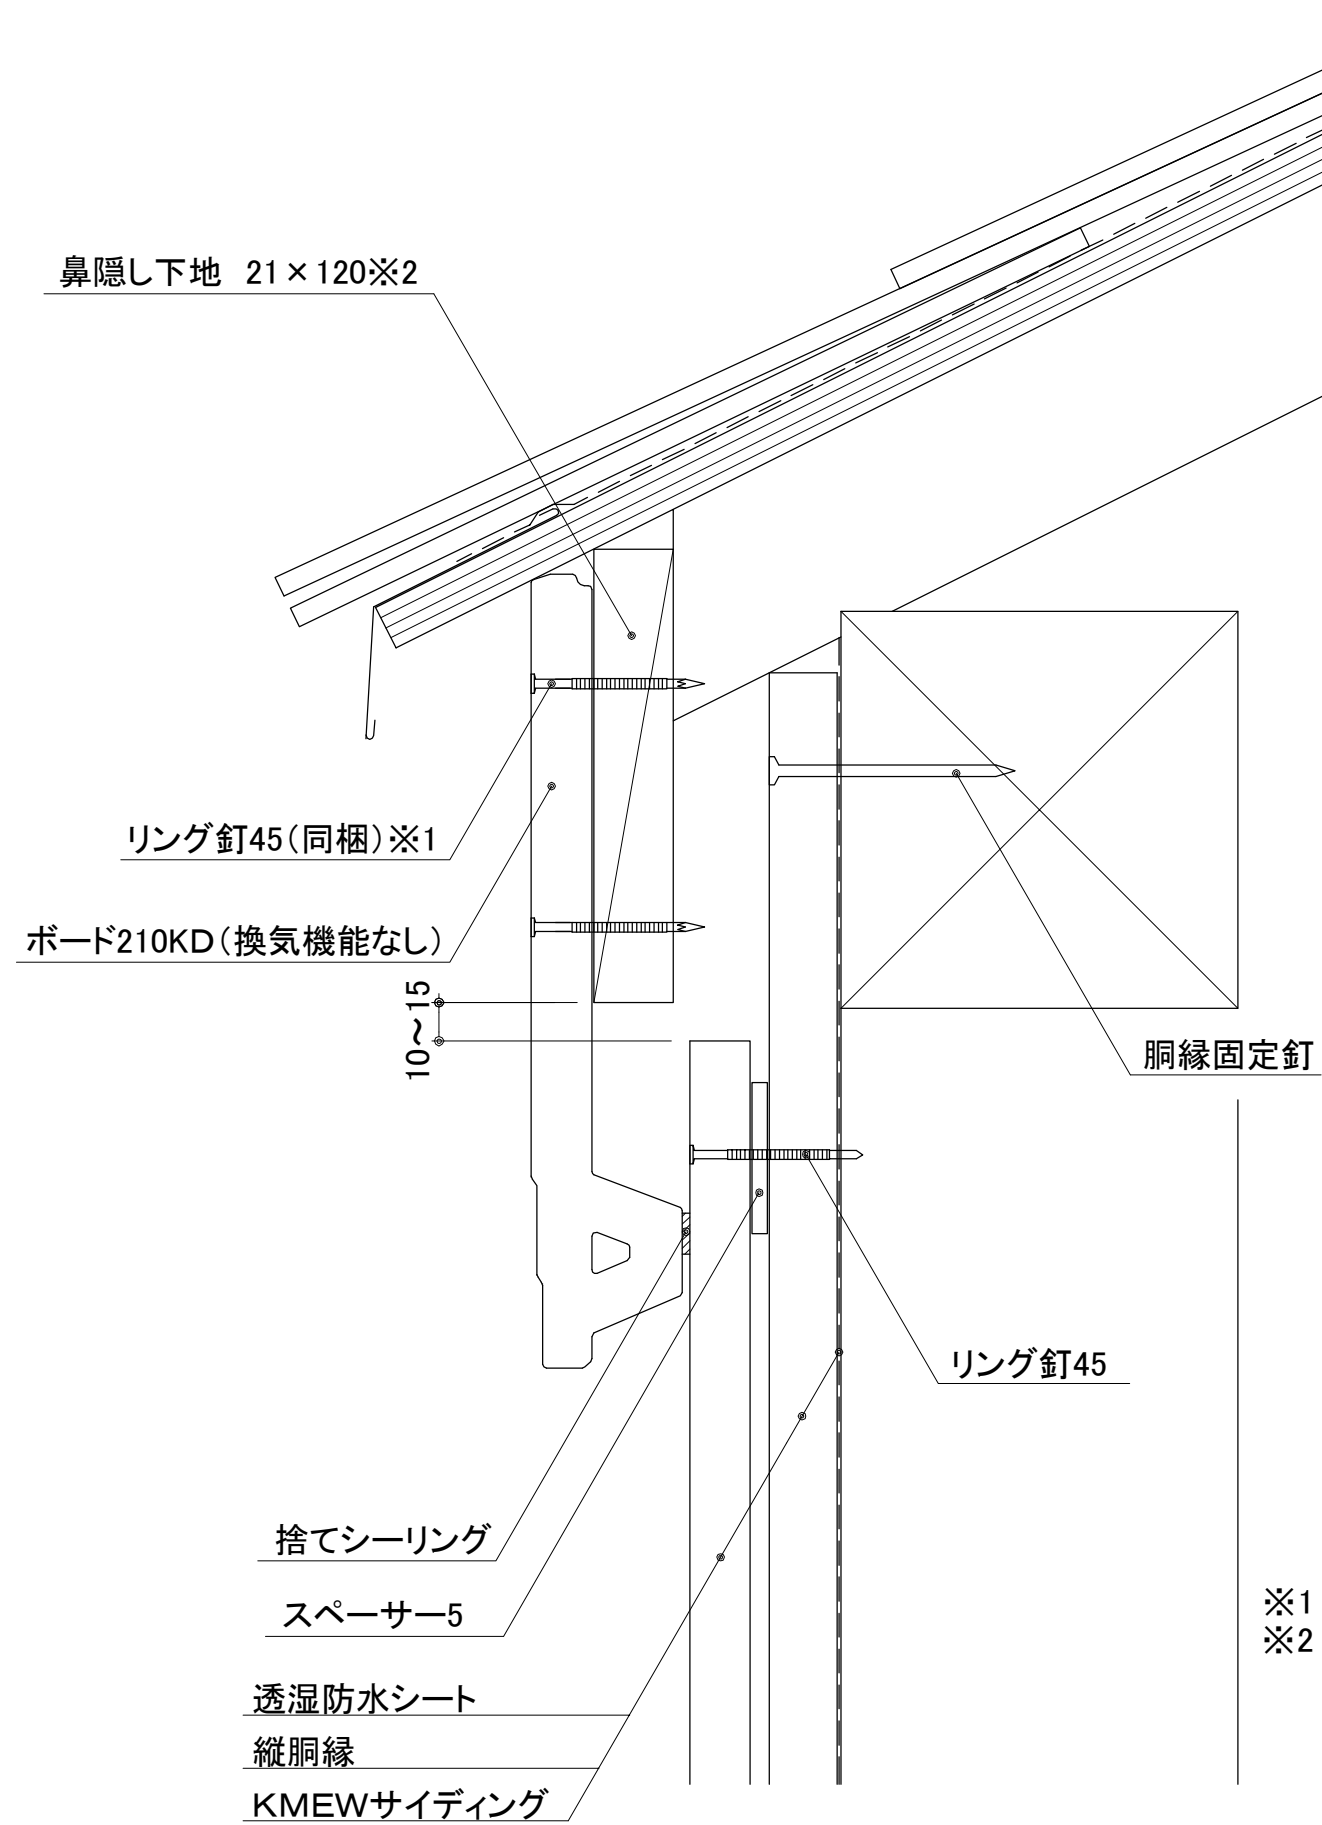 鼻隠し下地 21×120※2
リング釘45(同梱)※1
ボード210KD(換気機能なし)
10～15
胴縁固定釘
リング釘45
捨てシーリング
スペーサー5
透湿防水シート
縦胴縁
KMEWサイディング
※1
※2